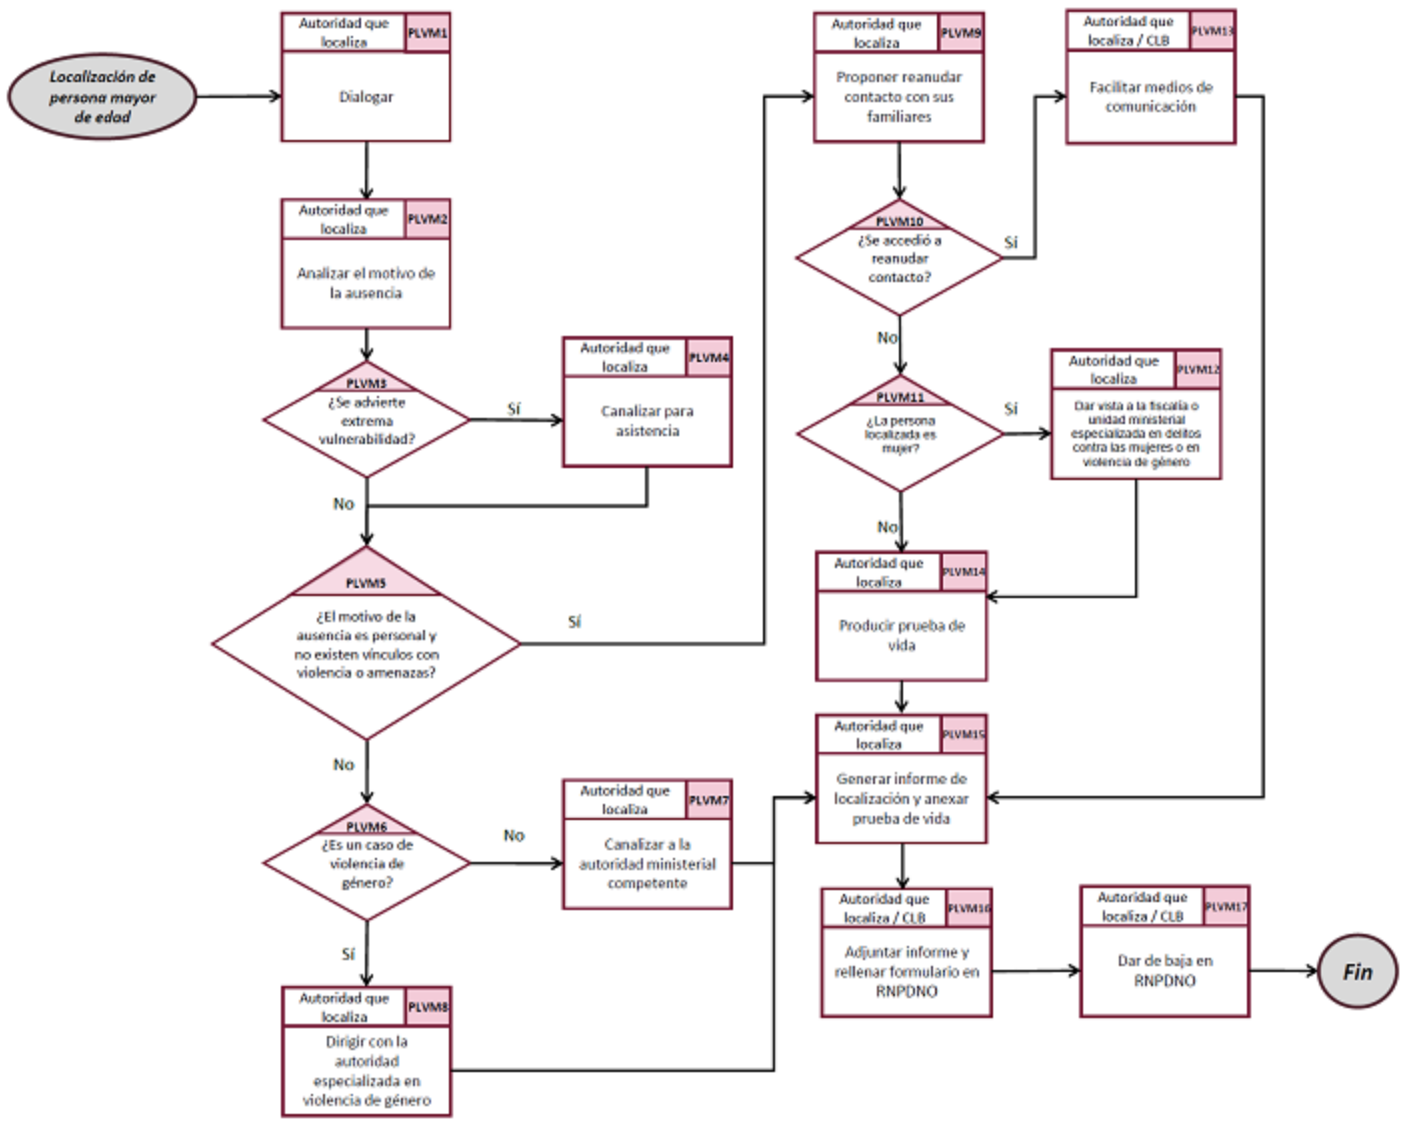 Localización de
persona mayor
de edad
Autoridad que
localiza
PLVM1
Dialogar
Autoridad que
localiza
PLVM2
Analizar el motivo de
la ausencia
PLVM3
¿Se advierte
extrema
vulnerabilidad?
Sí
No
Autoridad que
localiza
PLVM4
Canalizar para
asistencia
PLVM5
¿El motivo de la
ausencia es personal y
no existen vínculos con
violencia o amenazas?
Sí
No
PLVM6
¿Es un caso de
violencia de
género?
No
Sí
Autoridad que
localiza
PLVM7
Canalizar a la
autoridad ministerial
competente
Autoridad que
localiza
PLVM8
Dirigir con la
autoridad
especializada en
violencia de género
Autoridad que
localiza
PLVM9
Proponer reanudar
contacto con sus
familiares
PLVM10
¿Se accedió a
reanudar
contacto?
Sí
No
PLVM11
¿La persona
localizada es
mujer?
Sí
No
Autoridad que
localiza
PLVM12
Dar vista a la fiscalía o
unidad ministerial
especializada en delitos
contra las mujeres o en
violencia de género
Autoridad que
localiza / CLB
PLVM13
Facilitar medios de
comunicación
Autoridad que
localiza
PLVM14
Producir prueba de
vida
Autoridad que
localiza
PLVM15
Generar informe de
localización y anexar
prueba de vida
Autoridad que
localiza / CLB
PLVM16
Adjuntar informe y
rellenar formulario en
RNPDNO
Autoridad que
localiza / CLB
PLVM17
Dar de baja en
RNPDNO
Fin